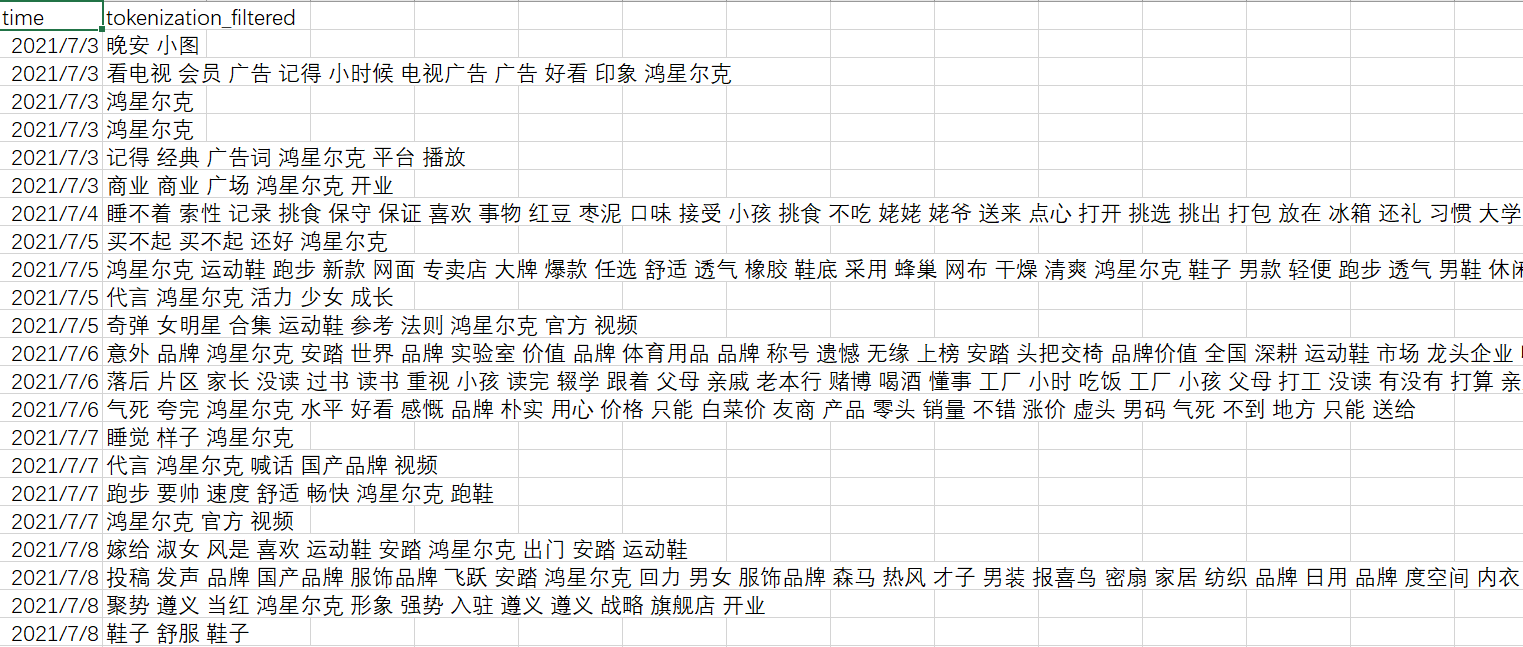 time tokenization_filtered
2021/7/3 晚安 小图
2021/7/3 看电视 会员 广告 记得 小时候 电视广告 广告 好看 印象 鸿星尔克
2021/7/3 鸿星尔克
2021/7/3 鸿星尔克
2021/7/3 记得 经典 广告词 鸿星尔克 平台 播放
2021/7/3 商业 商业 广场 鸿星尔克 开业
2021/7/4 睡不着 索性 记录 挑食 保守 保证 喜欢 事物 红豆 枣泥 口味 接受 小孩 挑食 不吃 姥姥 姥爷 送来 点心 打开 挑选 挑出 打包 放在 冰箱 还礼 习惯 大学
2021/7/5 买不起 买不起 还好 鸿星尔克
2021/7/5 鸿星尔克 运动鞋 跑步 新款 网面 专卖店 大牌 爆款 任选 舒适 透气 橡胶 鞋底 采用 蜂巢 网布 干燥 清爽 鸿星尔克 鞋子 男款 轻便 跑步 透气 男鞋 休闲
2021/7/5 代言 鸿星尔克 活力 少女 成长
2021/7/5 奇弹 女明星 合集 运动鞋 参考 法则 鸿星尔克 官方 视频
2021/7/6 意外 品牌 鸿星尔克 安踏 世界 品牌 实验室 价值 品牌 体育用品 品牌 称号 遗憾 无缘 上榜 安踏 头把交椅 品牌价值 全国 深耕 运动鞋 市场 龙头企业
2021/7/6 落后 片区 家长 没读 过书 读书 重视 小孩 读完 辍学 跟着 父母 亲戚 老本行 赌博 喝酒 懂事 工厂 小时 吃饭 工厂 小孩 父母 打工 没读 有没有 打算 亲
2021/7/6 气死 夸完 鸿星尔克 水平 好看 感慨 品牌 朴实 用心 价格 只能 白菜价 友商 产品 零头 销量 不错 涨价 虚头 男码 气死 不到 地方 只能 送给
2021/7/7 睡觉 样子 鸿星尔克
2021/7/7 代言 鸿星尔克 喊话 国产品牌 视频
2021/7/7 跑步 要帅 速度 舒适 畅快 鸿星尔克 跑鞋
2021/7/7 鸿星尔克 官方 视频
2021/7/8 嫁给 淑女 风是 喜欢 运动鞋 安踏 鸿星尔克 出门 安踏 运动鞋
2021/7/8 投稿 发声 品牌 国产品牌 服饰品牌 飞跃 安踏 鸿星尔克 回力 男女 服饰品牌 森马 热风 才子 男装 报喜鸟 密扇 家居 纺织 品牌 日用 品牌 度空间 内衣
2021/7/8 聚势 遵义 当红 鸿星尔克 形象 强势 入驻 遵义 遵义 战略 旗舰店 开业
2021/7/8 鞋子 舒服 鞋子